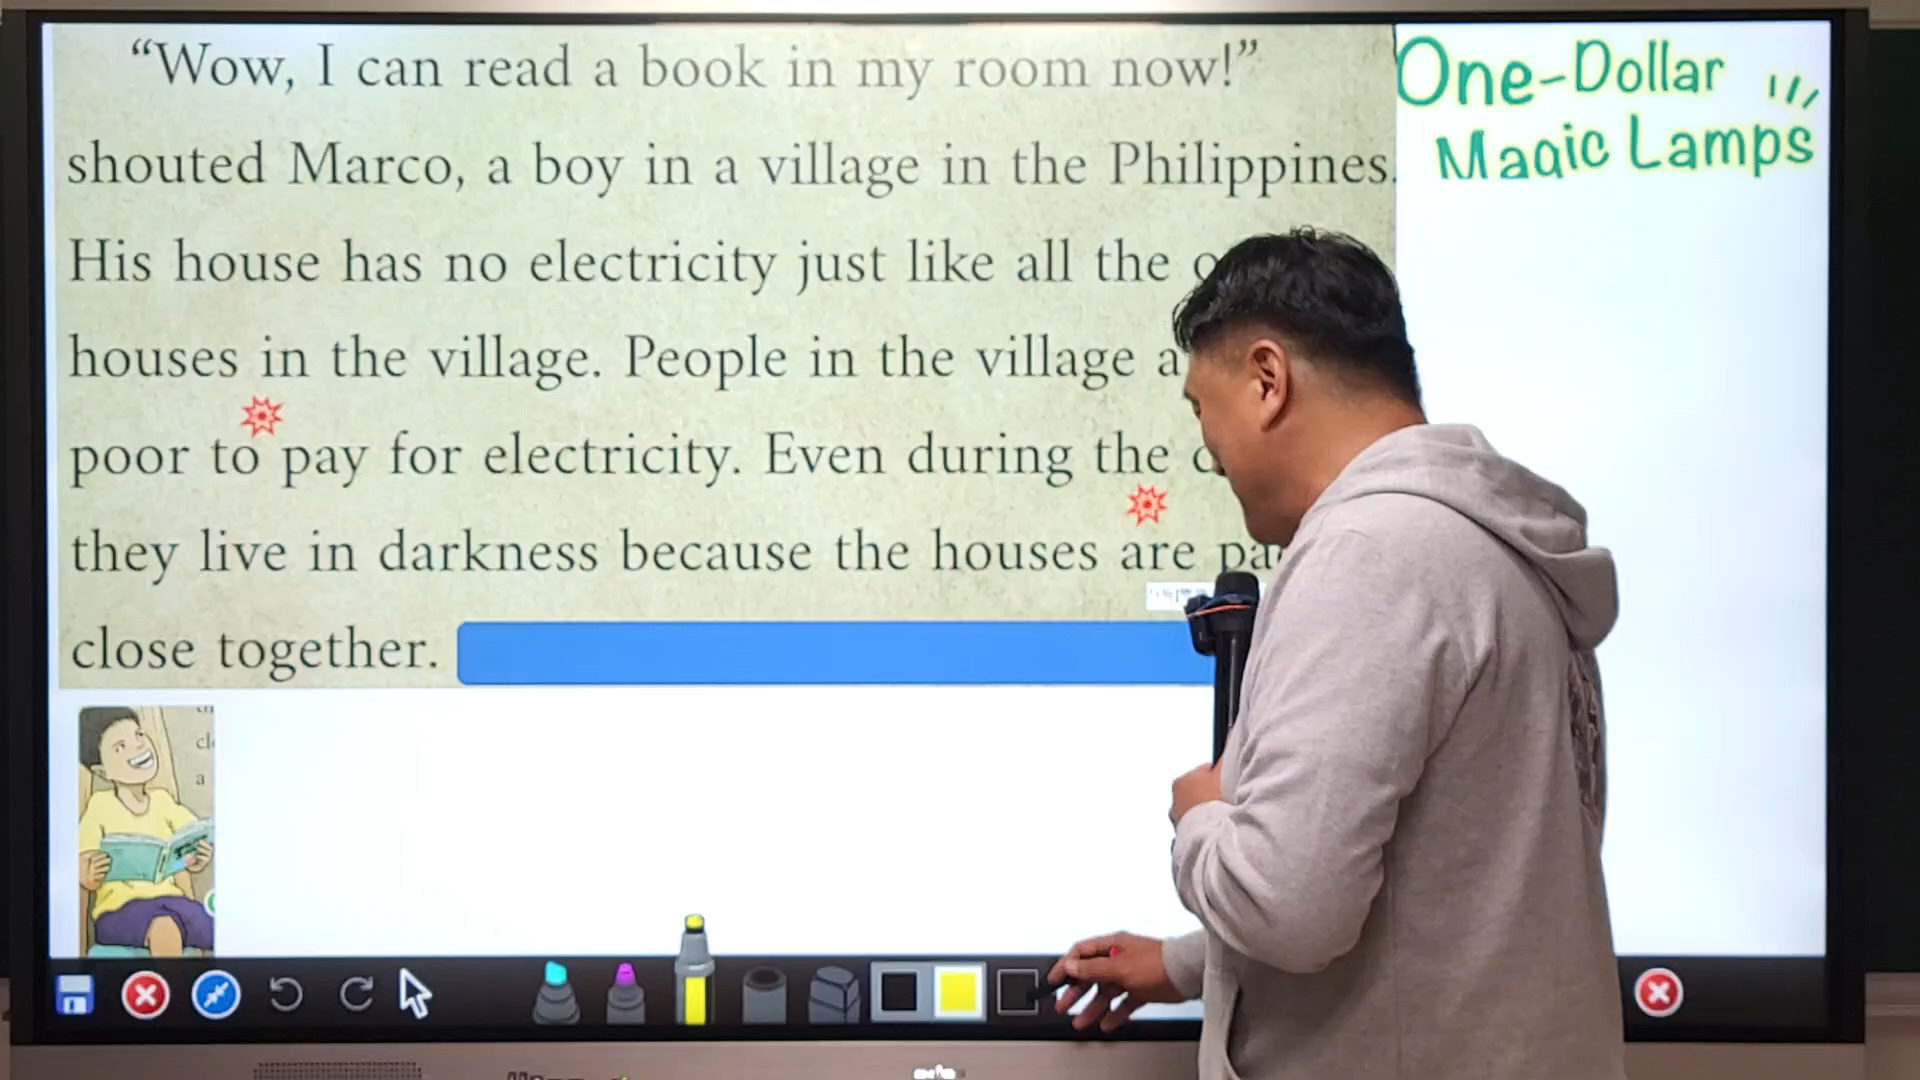 “Wow, I can read a book in my room now!”
shouted Marco, a boy in a village in the Philippines.
His house has no electricity just like all the
houses in the village. People in the village
poor to pay for electricity. Even during the
they live in darkness because the houses are
close together.
One-Dollar
Magic Lamps
a